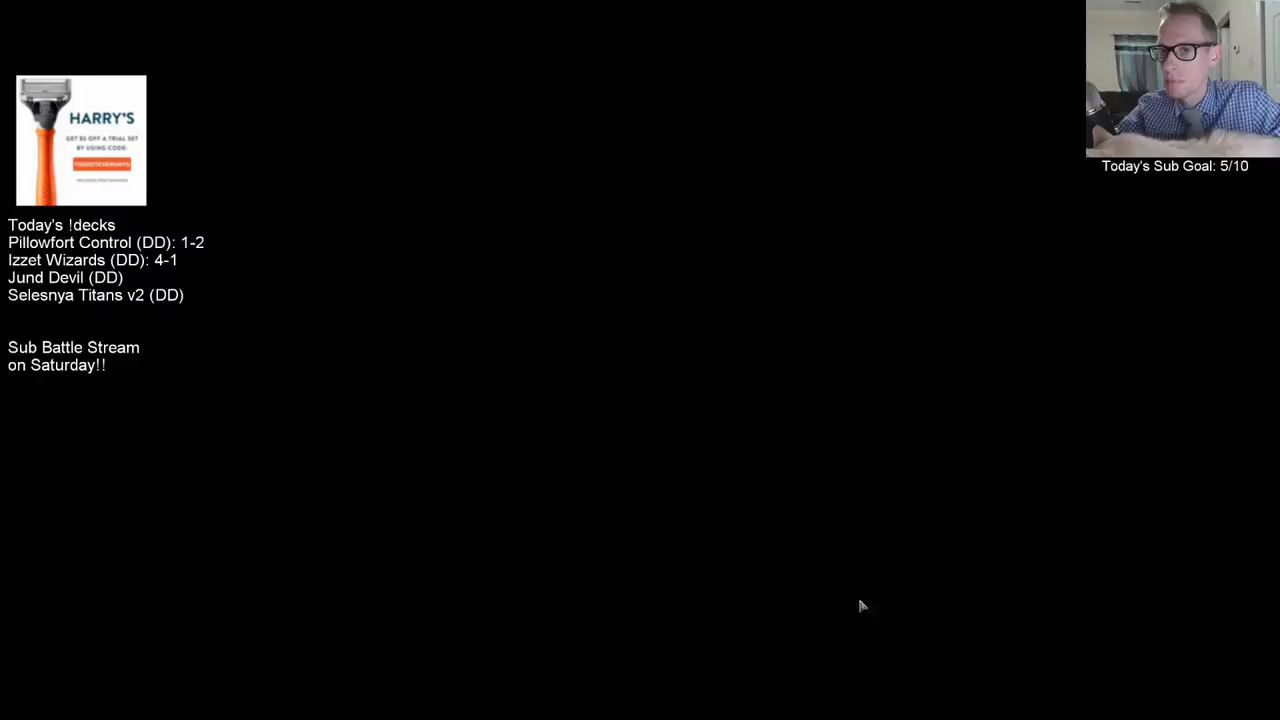 HARRY'S
GET $5 OFF A TRIAL SET
BY USING CODE:
Today's Sub Goal: 5/10
Today's !decks
Pillowfort Control (DD): 1-2
Izzet Wizards (DD): 4-1
Jund Devil (DD)
Selesnya Titans v2 (DD)
Sub Battle Stream
on Saturday!!